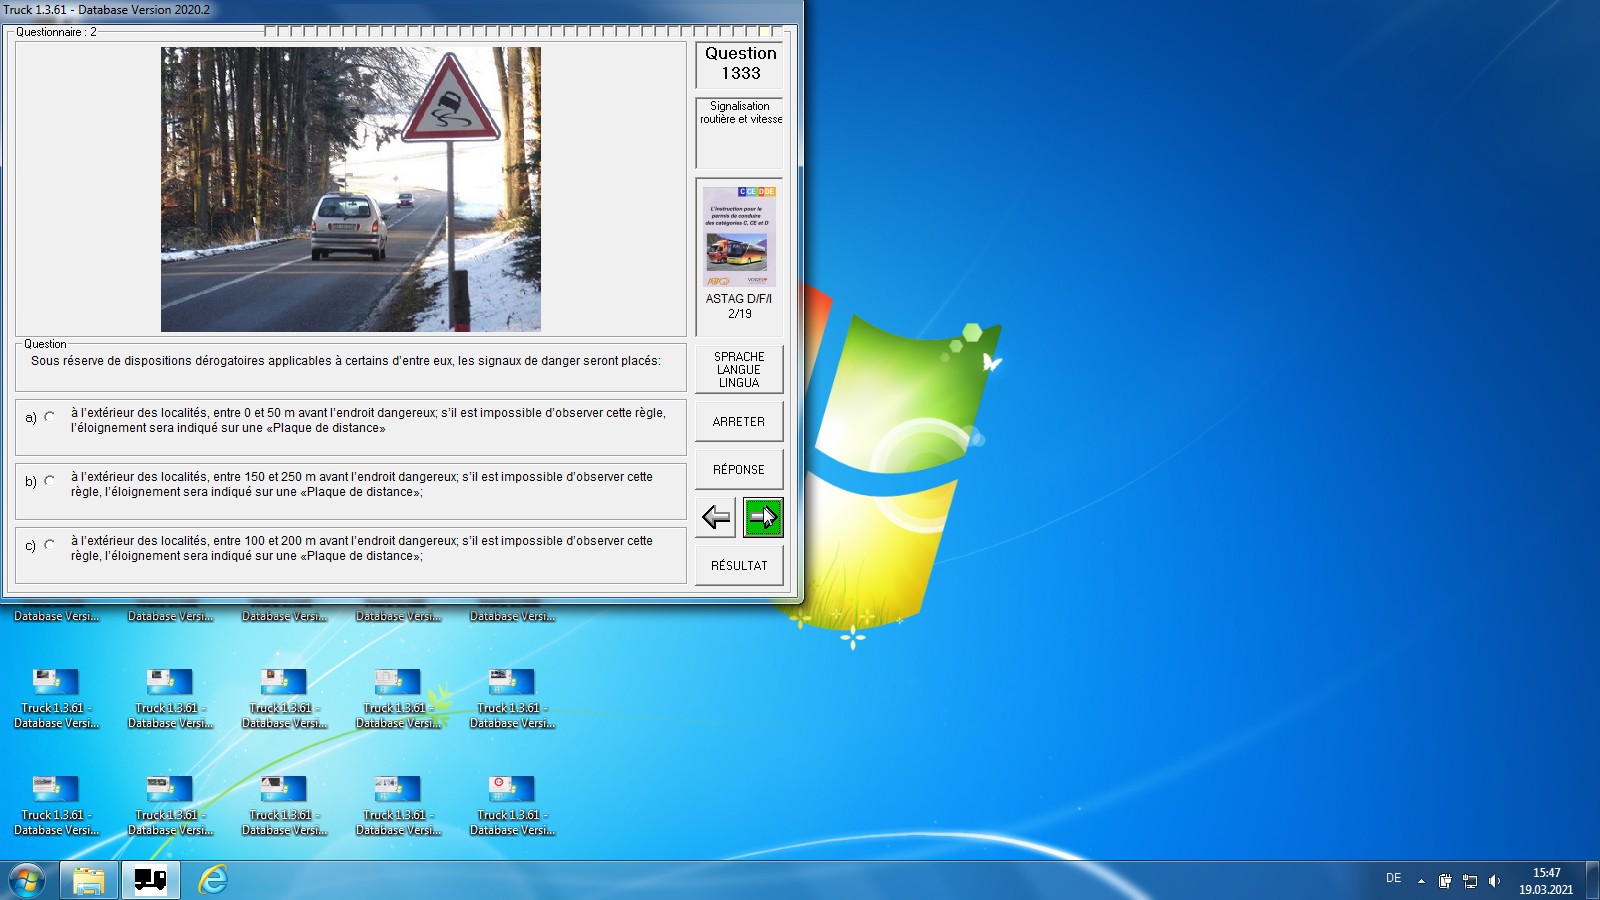 Truck 1.3.61 - Database Version 2020.2
Questionnaire : 2
Question
1333
Signalisation
routière et vitesse
C CE D DE
L'instruction pour le
permis de conduire
des catégories C, CE et D
ASTAG D/F/I
2/19
Question
Sous réserve de dispositions dérogatoires applicables à certains d'entre eux, les signaux de danger seront placés:
a) à l'extérieur des localités, entre 0 et 50 m avant l'endroit dangereux; s'il est impossible d'observer cette règle,
l'éloignement sera indiqué sur une «Plaque de distance»
b) à l'extérieur des localités, entre 150 et 250 m avant l'endroit dangereux; s'il est impossible d'observer cette
règle, l'éloignement sera indiqué sur une «Plaque de distance»;
c) à l'extérieur des localités, entre 100 et 200 m avant l'endroit dangereux; s'il est impossible d'observer cette
règle, l'éloignement sera indiqué sur une «Plaque de distance»;
SPRACHE
LANGUE
LINGUA
ARRETER
RÉPONSE
RÉSULTAT
Database Versi... Database Versi... Database Versi... Database Versi... Database Versi...
Truck 1.3.61 - Truck 1.3.61 - Truck 1.3.61 - Truck 1.3.61 - Truck 1.3.61 -
Database Versi... Database Versi... Database Versi... Database Versi... Database Versi...
Truck 1.3.61 - Truck 1.3.61 - Truck 1.3.61 - Truck 1.3.61 - Truck 1.3.61 -
Database Versi... Database Versi... Database Versi... Database Versi... Database Versi...
DE
15:47
19.03.2021